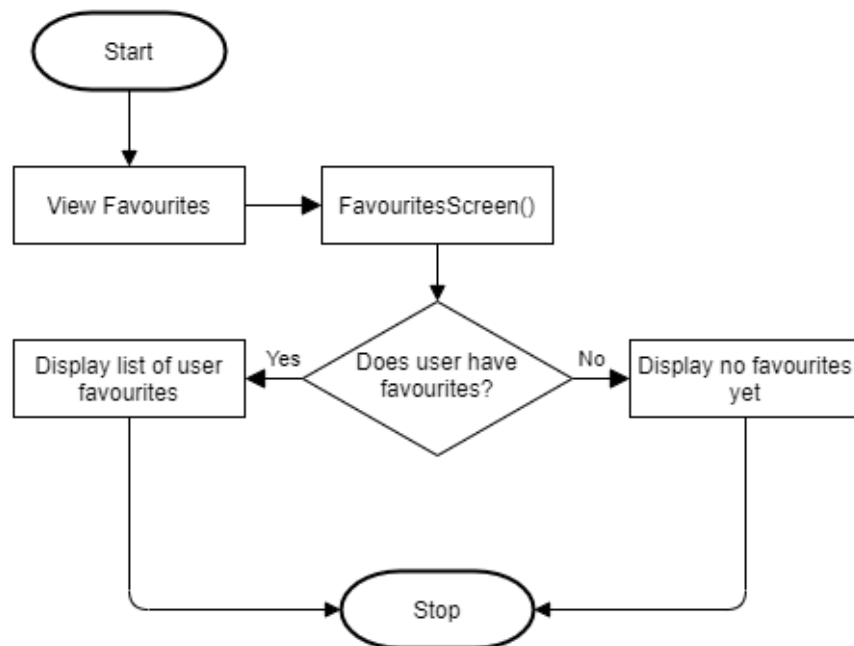 Start
View Favourites
FavouritesScreen()
Does user have
favourites?
Yes
No
Display list of user
favourites
Display no favourites
yet
Stop